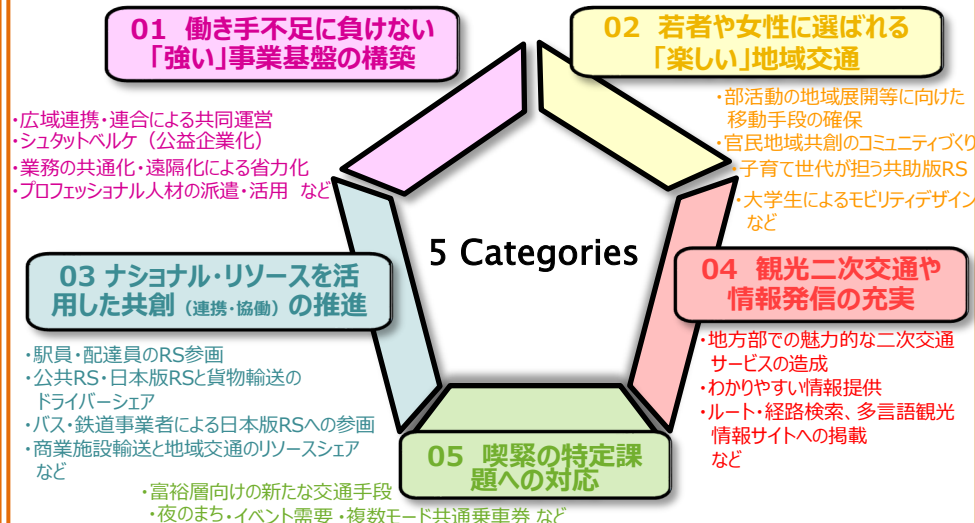 01 働き手不足に負けない
「強い」事業基盤の構築
・広域連携・連合による共同運営
・シュタットベルケ（公益企業化）
・業務の共通化・遠隔化による省力化
・プロフェッショナル人材の派遣・活用 など
02 若者や女性に選ばれる
「楽しい」地域交通
・部活動の地域展開等に向けた
移動手段の確保
・官民地域共創のコミュニティづくり
・子育て世代が担う共助版RS
・大学生によるモビリティデザイン
など
5 Categories
03 ナショナル・リソースを活
用した共創（連携・協働）の推進
・駅員・配達員のRS参画
・公共RS・日本版RSと貨物輸送の
ドライバーシェア
・バス・鉄道事業者による日本版RSへの参画
・商業施設輸送と地域交通のリソースシェア
など
04 観光二次交通や
情報発信の充実
・地方部での魅力的な二次交通
サービスの造成
・わかりやすい情報提供
・ルート・経路検索、多言語観光
情報サイトへの掲載
など
05 喫緊の特定課
題への対応
・富裕層向けの新たな交通手段
・夜のまち・イベント需要・複数モード共通乗車券 など